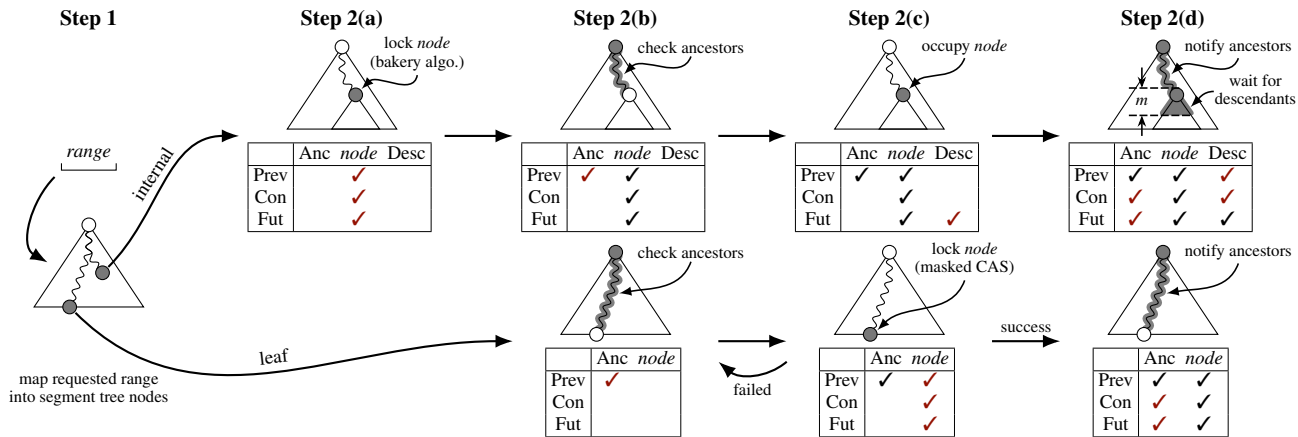 Step 1
Step 2(a)
Step 2(b)
Step 2(c)
Step 2(d)
range
internal
leaf
map requested range
into segment tree nodes
lock node
(bakery algo.)
Anc node Desc
Prev ✓
Con ✓
Fut ✓
check ancestors
Anc node Desc
Prev ✓ ✓
Con ✓
Fut ✓
occupy node
Anc node Desc
Prev ✓ ✓
Con ✓
Fut ✓ ✓
notify ancestors
wait for
descendants
m
Anc node Desc
Prev ✓ ✓ ✓
Con ✓ ✓ ✓
Fut ✓ ✓ ✓
check ancestors
Anc node
Prev ✓
Con
Fut
failed
lock node
(masked CAS)
Anc node
Prev ✓ ✓
Con ✓
Fut ✓
success
notify ancestors
Anc node
Prev ✓ ✓
Con ✓ ✓
Fut ✓ ✓